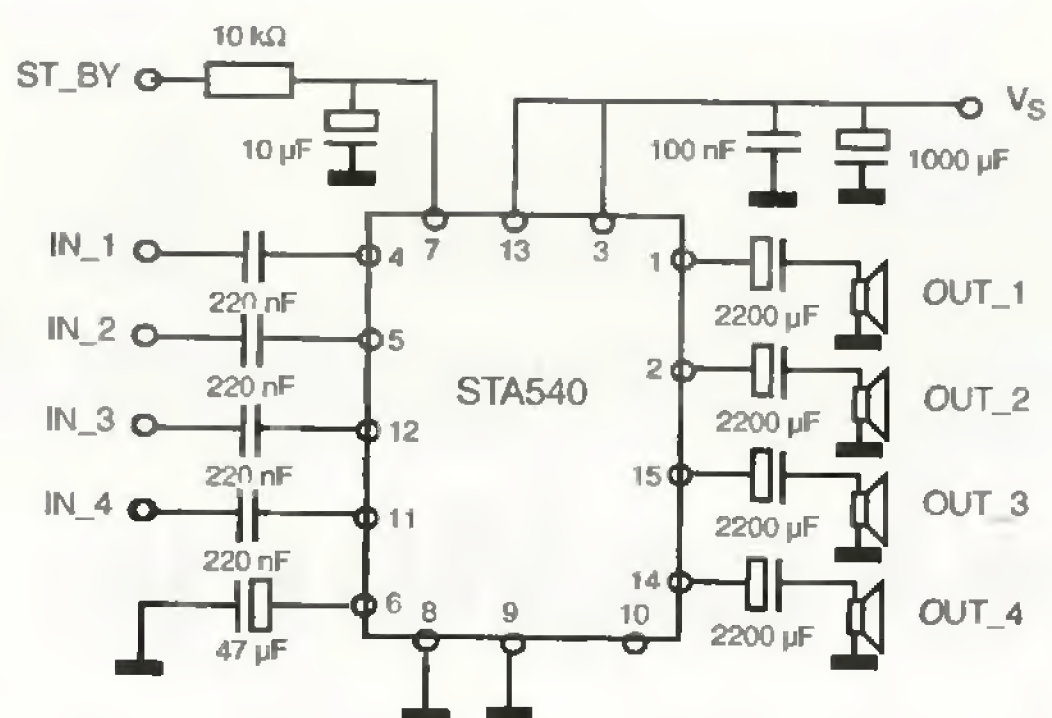 10 kΩ
ST_BY
10 µF
100 nF
1000 µF
V_S
IN_1
220 nF
IN_2
220 nF
IN_3
220 nF
IN_4
220 nF
47 µF
4
5
12
11
6
7
13
3
STA540
8
9
10
1
2
15
14
2200 µF
OUT_1
2200 µF
OUT_2
2200 µF
OUT_3
2200 µF
OUT_4